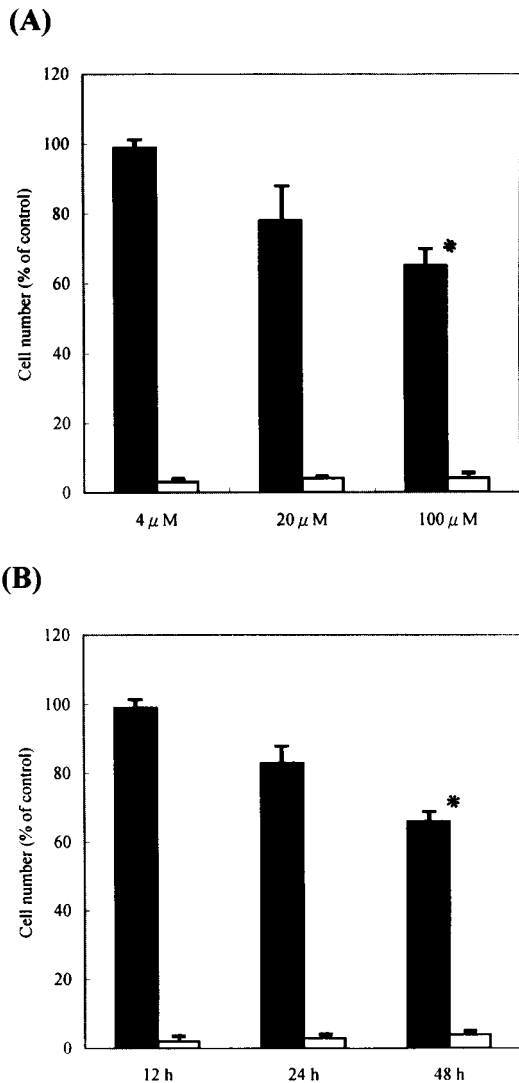 (A)
Cell number (% of control)
120
100
80
60
40
20
0
*
4 μ M
20 μ M
100 μ M
(B)
Cell number (% of control)
120
100
80
60
40
20
0
*
12 h
24 h
48 h